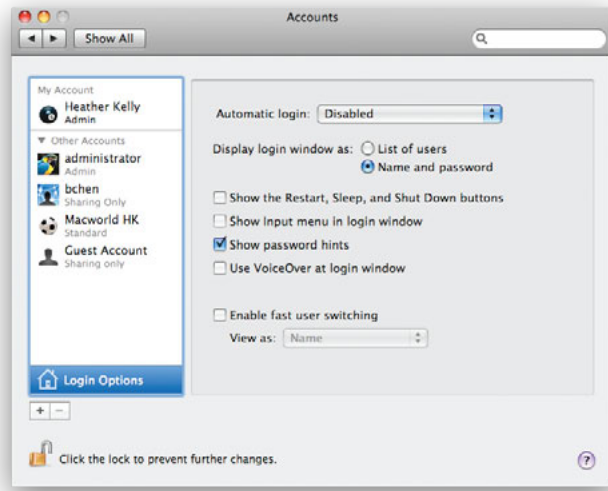 Accounts
Show All
My Account
Heather Kelly
Admin
Other Accounts
administrator
Admin
bchen
Sharing Only
Macworld HK
Standard
Guest Account
Sharing only
Login Options
Automatic login: Disabled
Display login window as: List of users
Name and password
Show the Restart, Sleep, and Shut Down buttons
Show Input menu in login window
Show password hints
Use VoiceOver at login window
Enable fast user switching
View as: Name
+ −
Click the lock to prevent further changes.
?